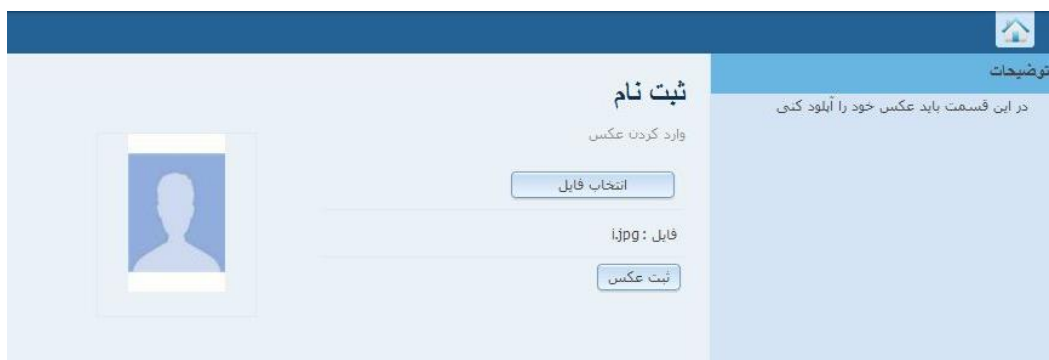 توضیحات
در این قسمت باید عکس خود را آپلود کنی
ثبت نام
وارد کردن عکس
انتخاب فایل
فایل : i.jpg
ثبت عکس